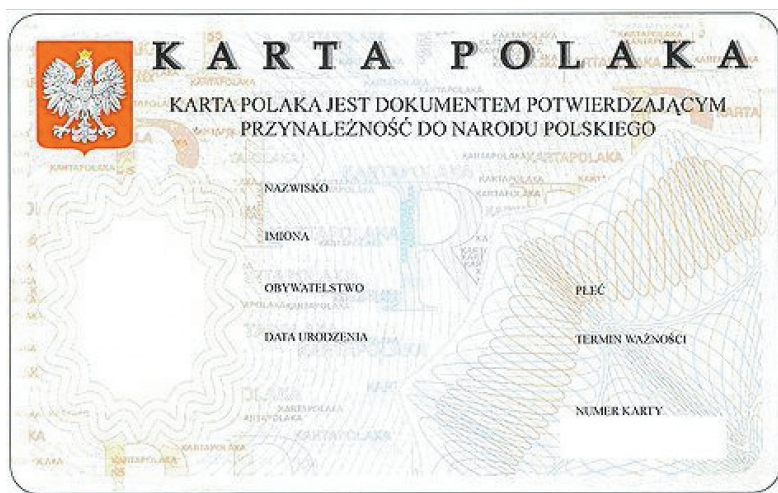 KARTA POLAKA
KARTA POLAKA JEST DOKUMENTEM POTWIERDZAJĄCYM
PRZYNALEŻNOŚĆ DO NARODU POLSKIEGO
NAZWISKO
IMIONA
OBYWATELSTWO
PŁEĆ
DATA URODZENIA
TERMIN WAŻNOŚCI
NUMER KARTY